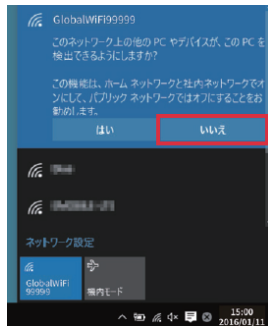 GlobalWiFi99999
このネットワーク上の他の PC やデバイスが、この PC を
検出できるようにしますか?
この機能は、ホーム ネットワークと社内ネットワークでオ
ンにして、パブリック ネットワークではオフにすることをお
勧めします。
はい
いいえ
ネットワーク設定
GlobalWiFi
99999
機内モード
15:00
2016/01/11